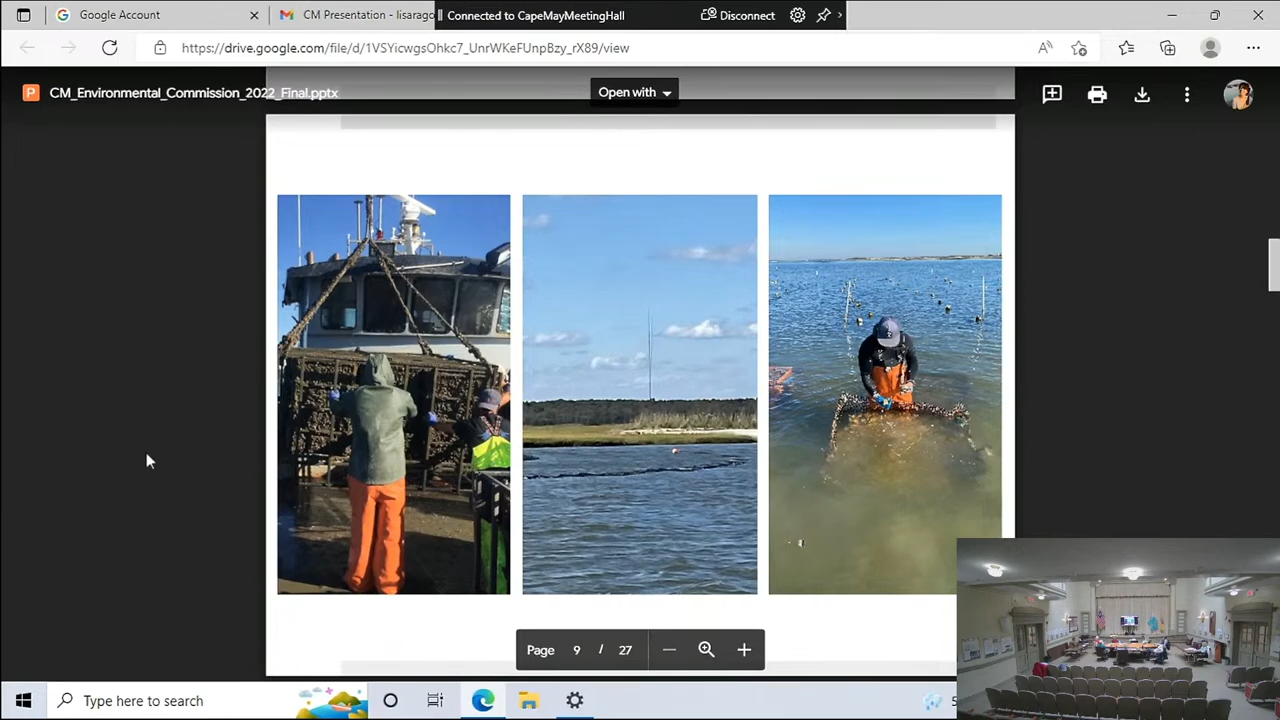 Google Account
CM Presentation - lisarago
Connected to CapeMayMeetingHall
Disconnect
https://drive.google.com/file/d/1VSYicwgsOhkc7_UnrWKeFUnpBzy_rX89/view
P
CM_Environmental_Commission_2022_Final.pptx
Open with
Page 9 / 27
Type here to search